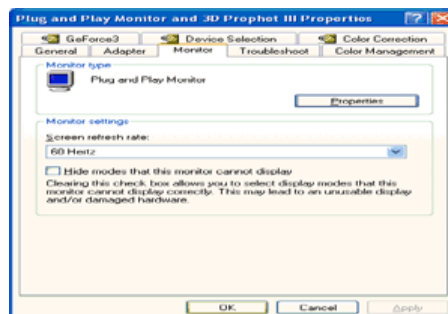 Plug and Play Monitor and 3D Prophet III Properties
GeForce3 Device Selection Color Correction
General Adapter Monitor Troubleshoot Color Management
Monitor type
Plug and Play Monitor
Properties
Monitor settings
Screen refresh rate:
60 Hertz
Hide modes that this monitor cannot display
Clearing this check box allows you to select display modes that this
monitor cannot display correctly. This may lead to an unusable display
and/or damaged hardware.
OK Cancel Apply